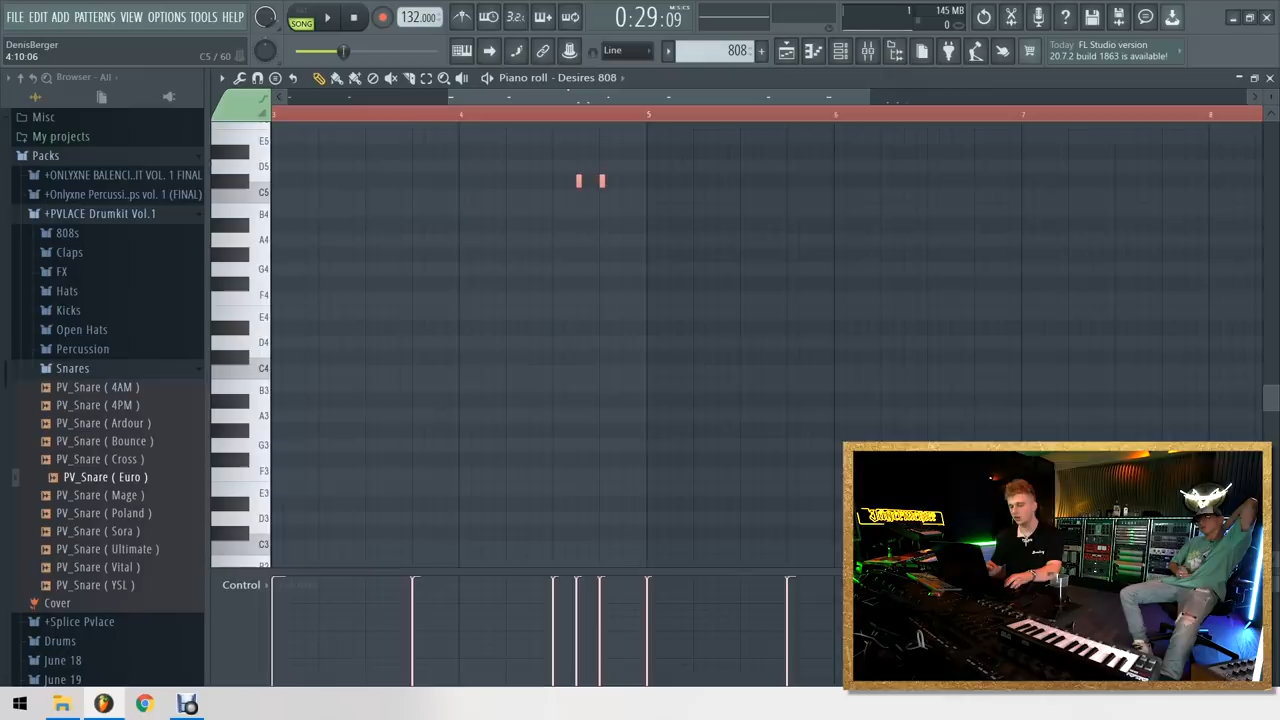 FILE EDIT ADD PATTERNS VIEW OPTIONS TOOLS HELP
DenisBerger
4:10:06
C5 / 60
SONG
132.000
3.2.
0:29:09
M:S:CS
1
145 MB
0
Line
808
Today FL Studio version
20.7.2 build 1863 is available!
Browser - All
Piano roll - Desires 808
Misc
My projects
Packs
+ONLYXNE BALENCI..IT VOL. 1 FINAL
+Onlyxne Percussi..ps vol. 1 (FINAL)
+PVLACE Drumkit Vol.1
808s
Claps
FX
Hats
Kicks
Open Hats
Percussion
Snares
PV_Snare ( 4AM )
PV_Snare ( 4PM )
PV_Snare ( Ardour )
PV_Snare ( Bounce )
PV_Snare ( Cross )
PV_Snare ( Euro )
PV_Snare ( Mage )
PV_Snare ( Poland )
PV_Snare ( Sora )
PV_Snare ( Ultimate )
PV_Snare ( Vital )
PV_Snare ( YSL )
Cover
+Splice Pvlace
Drums
June 18
June 19
3 4 5 6 7 8
E5
D5
C5
B4
A4
G4
F4
E4
D4
C4
B3
A3
G3
F3
E3
D3
C3
Control